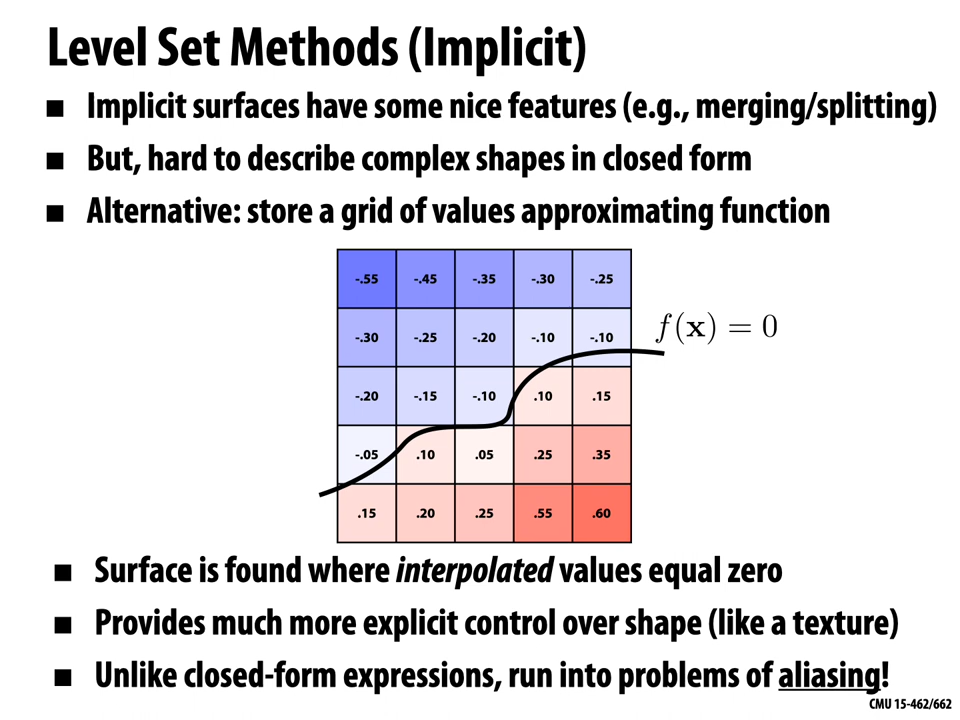 Level Set Methods (Implicit)
■ Implicit surfaces have some nice features (e.g., merging/splitting)
■ But, hard to describe complex shapes in closed form
■ Alternative: store a grid of values approximating function
-.55 -.45 -.35 -.30 -.25
-.30 -.25 -.20 -.10 -.10
f(x) = 0
-.20 -.15 -.10 .10 .15
-.05 .10 .05 .25 .35
.15 .20 .25 .55 .60
■ Surface is found where interpolated values equal zero
■ Provides much more explicit control over shape (like a texture)
■ Unlike closed-form expressions, run into problems of aliasing!
CMU 15-462/662